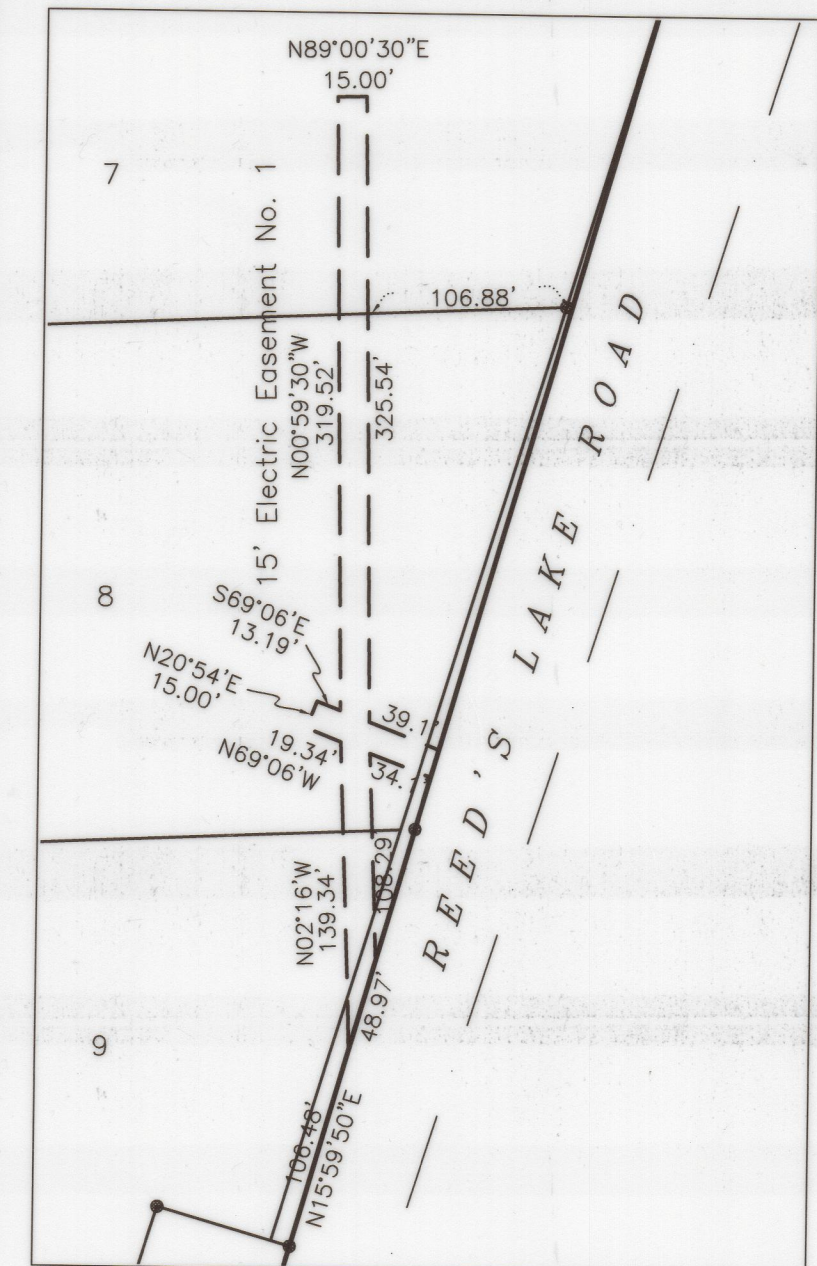 N89°00'30"E
15.00'
7
15' Electric Easement No. 1
106.88'
N00°59'30"W
319.52'
325.54'
REED'S LAKE ROAD
8
S69°06'E
13.19'
N20°54'E
15.00'
19.34'
N69°06'W
39.1'
34.1'
108.29
N02°16'W
139.34'
48.97'
9
106.48'
N15°59'50"E